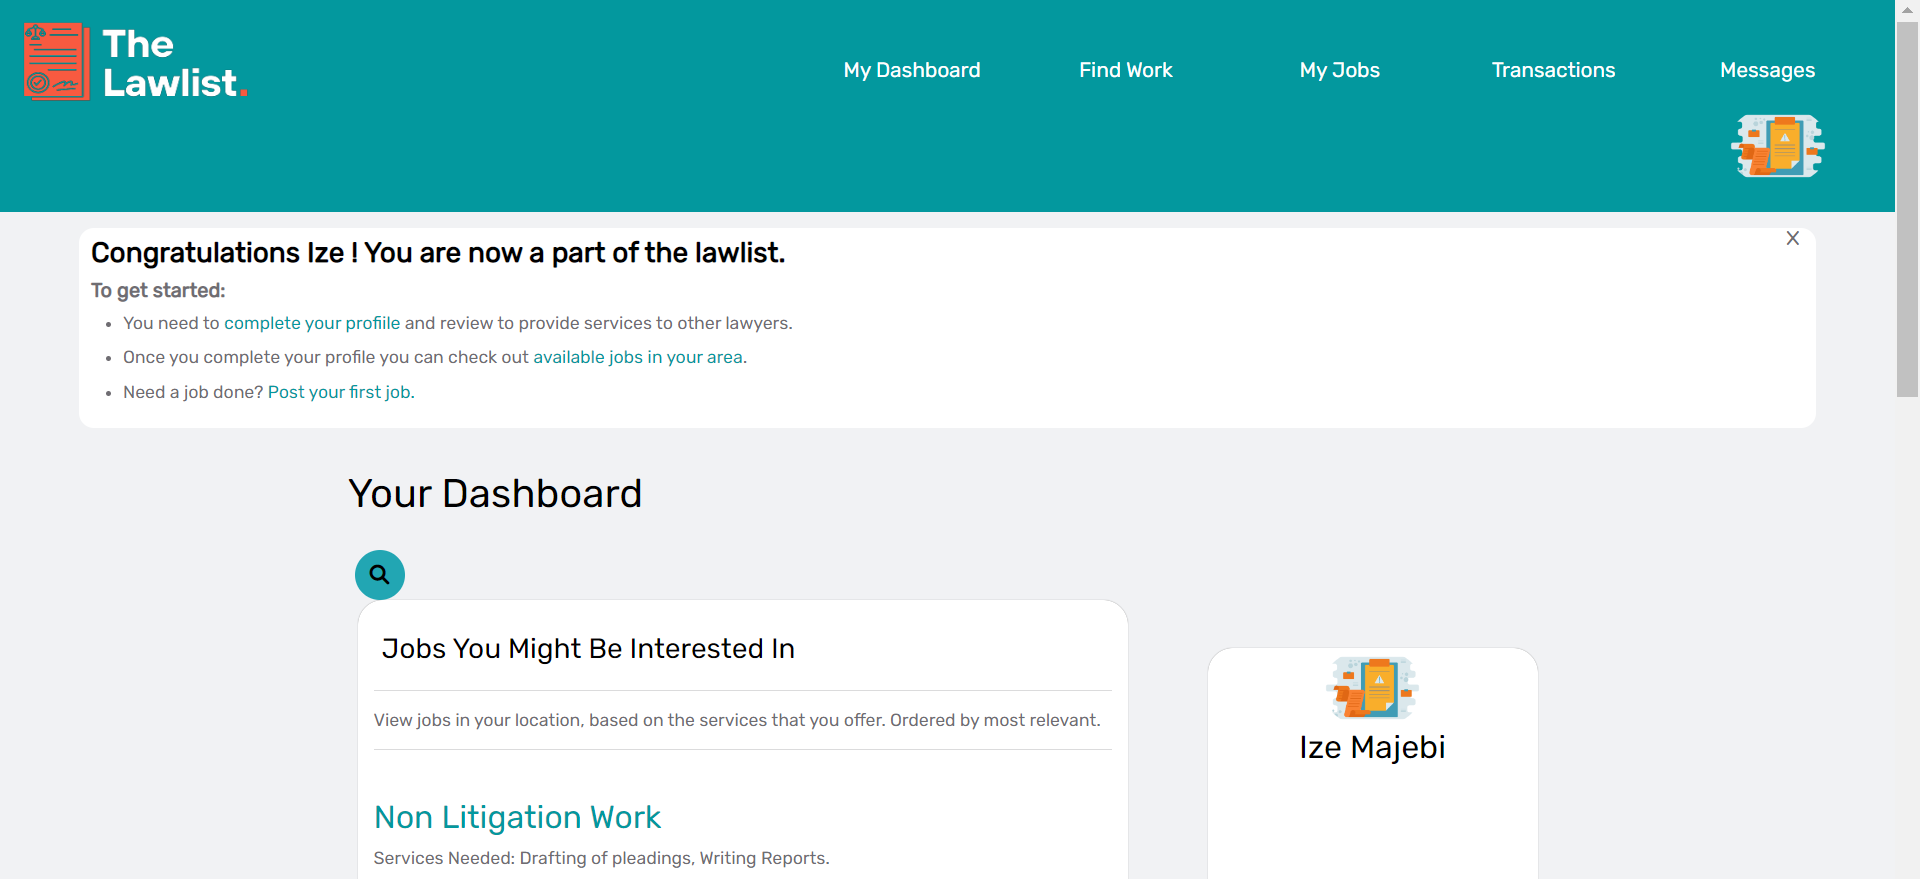 The
Lawlist.
My Dashboard Find Work My Jobs Transactions Messages
Congratulations Ize ! You are now a part of the lawlist.
X
To get started:
• You need to complete your profiile and review to provide services to other lawyers.
• Once you complete your profile you can check out available jobs in your area.
• Need a job done? Post your first job.
Your Dashboard
Jobs You Might Be Interested In
View jobs in your location, based on the services that you offer. Ordered by most relevant.
Ize Majebi
Non Litigation Work
Services Needed: Drafting of pleadings, Writing Reports.